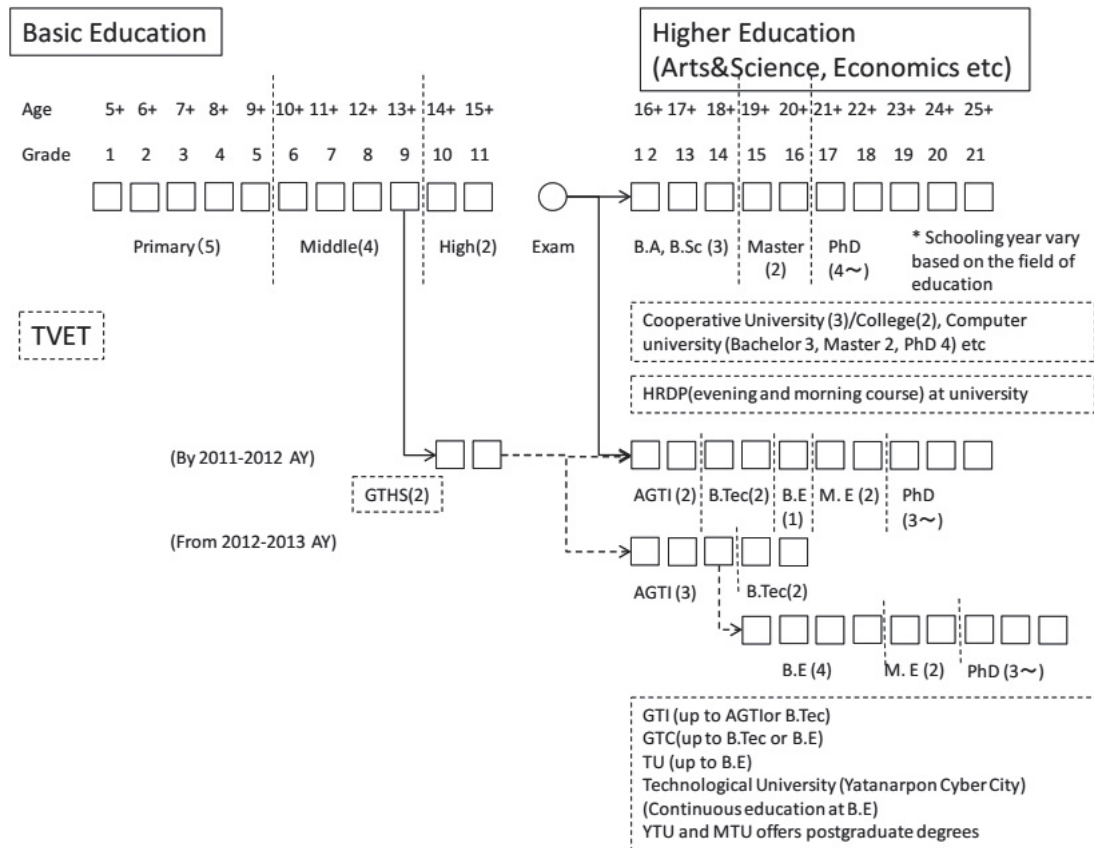 Basic Education
Higher Education
(Arts&Science, Economics etc)
Age 5+ 6+ 7+ 8+ 9+ 10+ 11+ 12+ 13+ 14+ 15+ 16+ 17+ 18+ 19+ 20+ 21+ 22+ 23+ 24+ 25+
Grade 1 2 3 4 5 6 7 8 9 10 11 1 2 13 14 15 16 17 18 19 20 21
Primary(5) Middle(4) High(2) Exam B.A, B.Sc (3) Master
(2) PhD
(4〜) * Schooling year vary
based on the field of
education
TVET
Cooperative University (3)/College(2), Computer
university (Bachelor 3, Master 2, PhD 4) etc
HRDP(evening and morning course) at university
(By 2011-2012 AY)
GTHS(2)
AGTI (2) B.Tec(2) B.E
(1) M. E (2) PhD
(3〜)
(From 2012-2013 AY)
AGTI (3) B.Tec(2)
B.E (4) M. E (2) PhD (3〜)
GTI (up to AGTIor B.Tec)
GTC(up to B.Tec or B.E)
TU (up to B.E)
Technological University (Yatanarpon Cyber City)
(Continuous education at B.E)
YTU and MTU offers postgraduate degrees